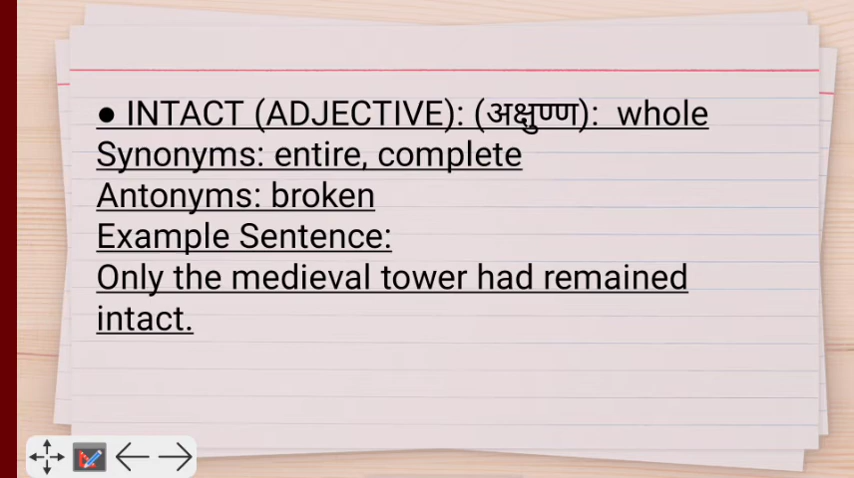 ● INTACT (ADJECTIVE): (अक्षुण्ण):  whole
Synonyms: entire, complete
Antonyms: broken
Example Sentence:
Only the medieval tower had remained
intact.